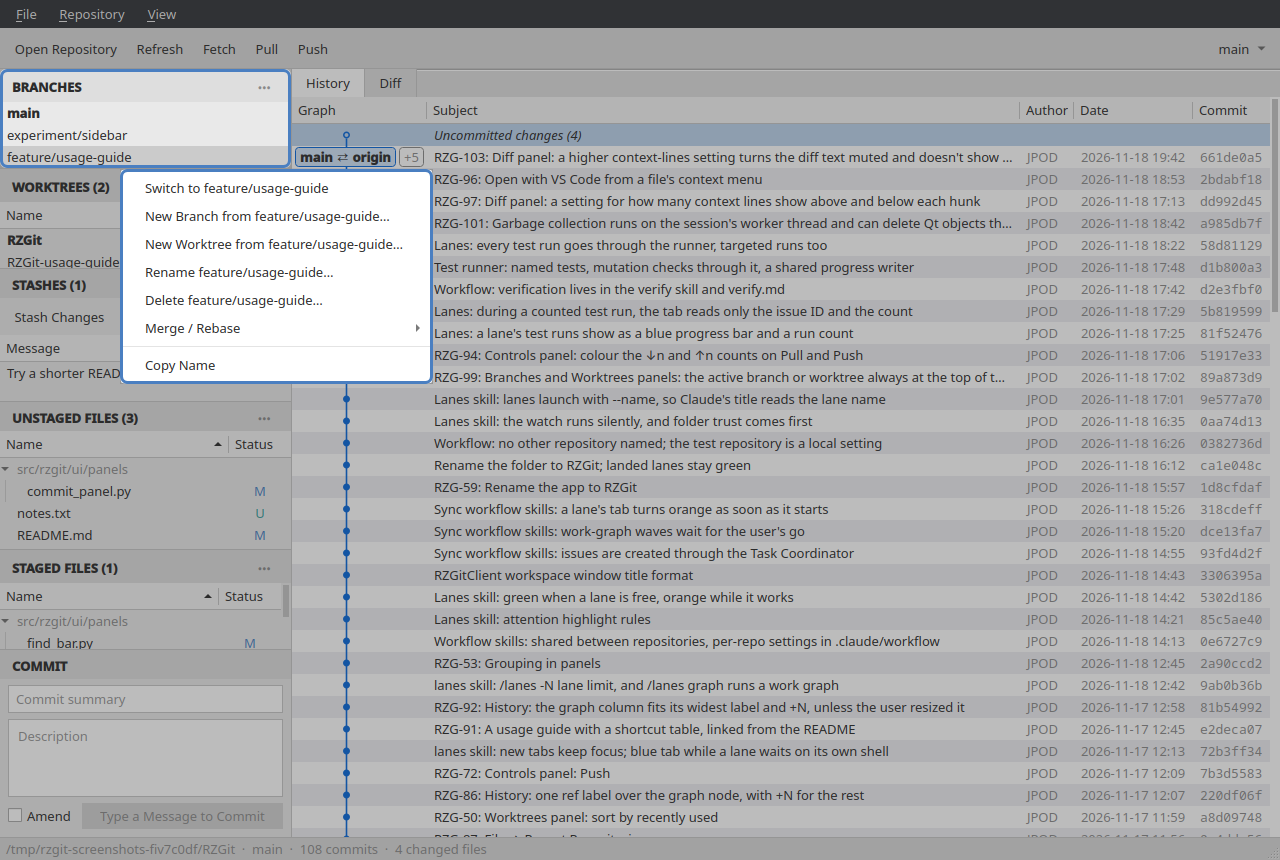 File Repository View
Open Repository Refresh Fetch Pull Push main
BRANCHES ...
main
experiment/sidebar
feature/usage-guide
WORKTREES (2)
Name
RZGit
RZGit-usage-guide
STASHES (1)
Stash Changes
Message
Try a shorter READ
Switch to feature/usage-guide
New Branch from feature/usage-guide...
New Worktree from feature/usage-guide...
Rename feature/usage-guide...
Delete feature/usage-guide...
Merge / Rebase
Copy Name
UNSTAGED FILES (3) ...
Name Status
src/rzgit/ui/panels
commit_panel.py M
notes.txt U
README.md M
STAGED FILES (1) ...
Name Status
src/rzgit/ui/panels
find_bar.py M
COMMIT
Commit summary
Description
Amend Type a Message to Commit
History Diff
Graph Subject Author Date Commit
Uncommitted changes (4)
main ⇄ origin +5 RZG-103: Diff panel: a higher context-lines setting turns the diff text muted and doesn't show ... JPOD 2026-11-18 19:42 661de0a5
RZG-96: Open with VS Code from a file's context menu JPOD 2026-11-18 18:53 2bdabf18
RZG-97: Diff panel: a setting for how many context lines show above and below each hunk JPOD 2026-11-18 17:13 dd992d45
RZG-101: Garbage collection runs on the session's worker thread and can delete Qt objects th... JPOD 2026-11-18 18:42 a985db7f
Lanes: every test run goes through the runner, targeted runs too JPOD 2026-11-18 18:22 58d81129
Test runner: named tests, mutation checks through it, a shared progress writer JPOD 2026-11-18 17:48 d1b800a3
Workflow: verification lives in the verify skill and verify.md JPOD 2026-11-18 17:42 d2e3fbf0
Lanes: during a counted test run, the tab reads only the issue ID and the count JPOD 2026-11-18 17:29 5b819599
Lanes: a lane's test runs show as a blue progress bar and a run count JPOD 2026-11-18 17:25 81f52476
RZG-94: Controls panel: colour the ↓n and ↑n counts on Pull and Push JPOD 2026-11-18 17:06 51917e33
RZG-99: Branches and Worktrees panels: the active branch or worktree always at the top of t... JPOD 2026-11-18 17:02 89a873d9
Lanes skill: lanes launch with --name, so Claude's title reads the lane name JPOD 2026-11-18 17:01 9e577a70
Lanes skill: the watch runs silently, and folder trust comes first JPOD 2026-11-18 16:35 0aa74d13
Workflow: no other repository named; the test repository is a local setting JPOD 2026-11-18 16:26 0382736d
Rename the folder to RZGit; landed lanes stay green JPOD 2026-11-18 16:12 ca1e048c
RZG-59: Rename the app to RZGit JPOD 2026-11-18 15:57 1d8cfdaf
Sync workflow skills: a lane's tab turns orange as soon as it starts JPOD 2026-11-18 15:26 318cdeff
Sync workflow skills: work-graph waves wait for the user's go JPOD 2026-11-18 15:20 dce13fa7
Sync workflow skills: issues are created through the Task Coordinator JPOD 2026-11-18 14:55 93fd4d2f
RZGitClient workspace window title format JPOD 2026-11-18 14:43 3306395a
Lanes skill: green when a lane is free, orange while it works JPOD 2026-11-18 14:42 5302d186
Lanes skill: attention highlight rules JPOD 2026-11-18 14:21 85c5ae40
Workflow skills: shared between repositories, per-repo settings in .claude/workflow JPOD 2026-11-18 14:13 0e6727c9
RZG-53: Grouping in panels JPOD 2026-11-18 12:45 2a90ccd2
lanes skill: /lanes -N lane limit, and /lanes graph runs a work graph JPOD 2026-11-18 12:42 9ab0b36b
RZG-92: History: the graph column fits its widest label and +N, unless the user resized it JPOD 2026-11-17 12:58 81b54992
RZG-91: A usage guide with a shortcut table, linked from the README JPOD 2026-11-17 12:45 e2deca07
lanes skill: new tabs keep focus; blue tab while a lane waits on its own shell JPOD 2026-11-17 12:13 72b3ff34
RZG-72: Controls panel: Push JPOD 2026-11-17 12:09 7b3d5583
RZG-86: History: one ref label over the graph node, with +N for the rest JPOD 2026-11-17 12:07 220df06f
RZG-50: Worktrees panel: sort by recently used JPOD 2026-11-17 11:59 a8d09748
/tmp/rzgit-screenshots-fiv7c0df/RZGit · main · 108 commits · 4 changed files